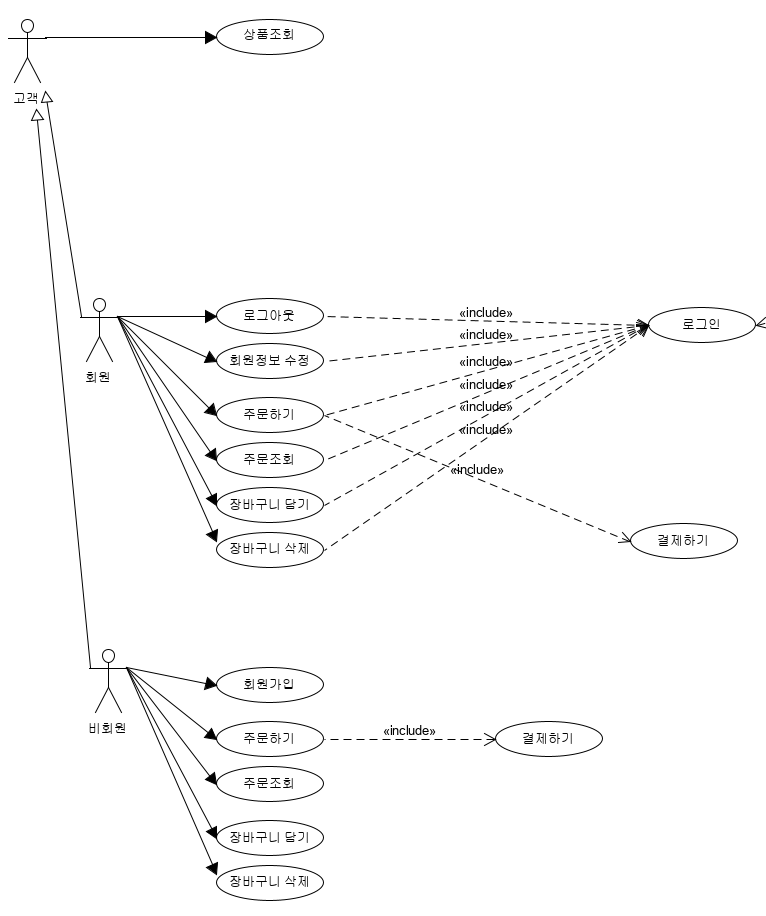 상품조회
고객
로그아웃
«include»
로그인
회원정보 수정
«include»
회원
«include»
주문하기
«include»
«include»
주문조회
«include»
«include»
장바구니 담기
장바구니 삭제
결제하기
회원가입
비회원
주문하기
«include»
결제하기
주문조회
장바구니 담기
장바구니 삭제